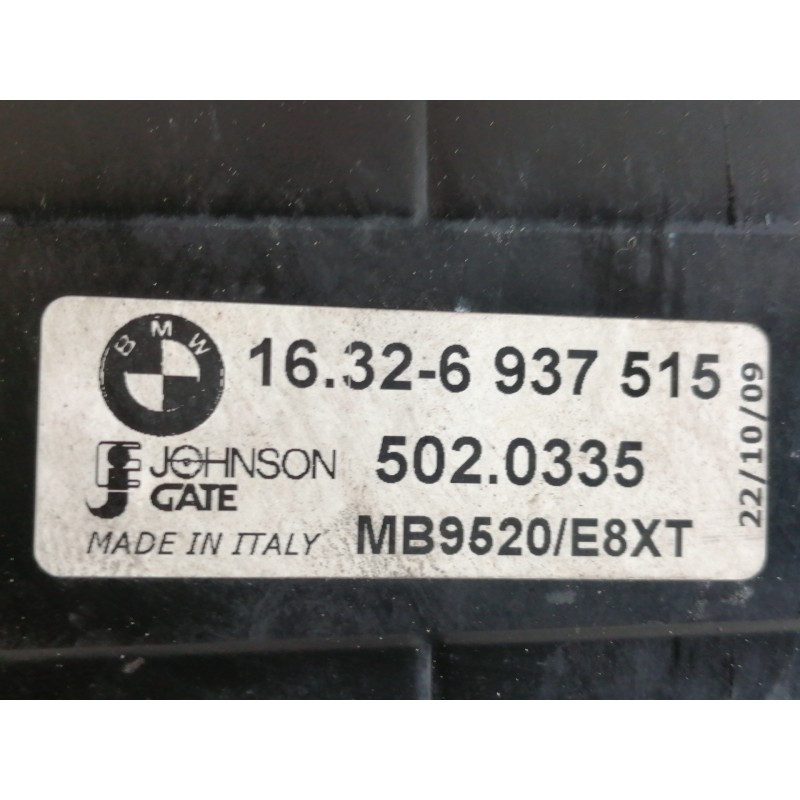 BMW
16.32-6 937 515
JOHNSON
GATE
502.0335
MADE IN ITALY
MB9520/E8XT
22/10/09